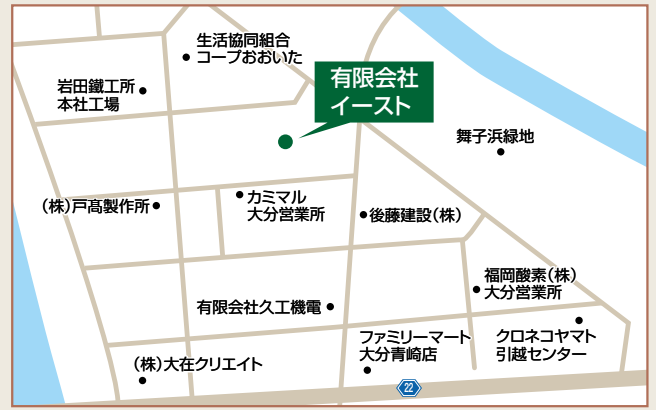 生活協同組合
コープおおいた
有限会社
イースト
岩田鐵工所
本社工場
舞子浜緑地
(株)戸髙製作所
カミマル
大分営業所
後藤建設(株)
福岡酸素(株)
大分営業所
有限会社久工機電
ファミリーマート
大分青崎店
クロネコヤマト
引越センター
(株)大在クリエイト
22